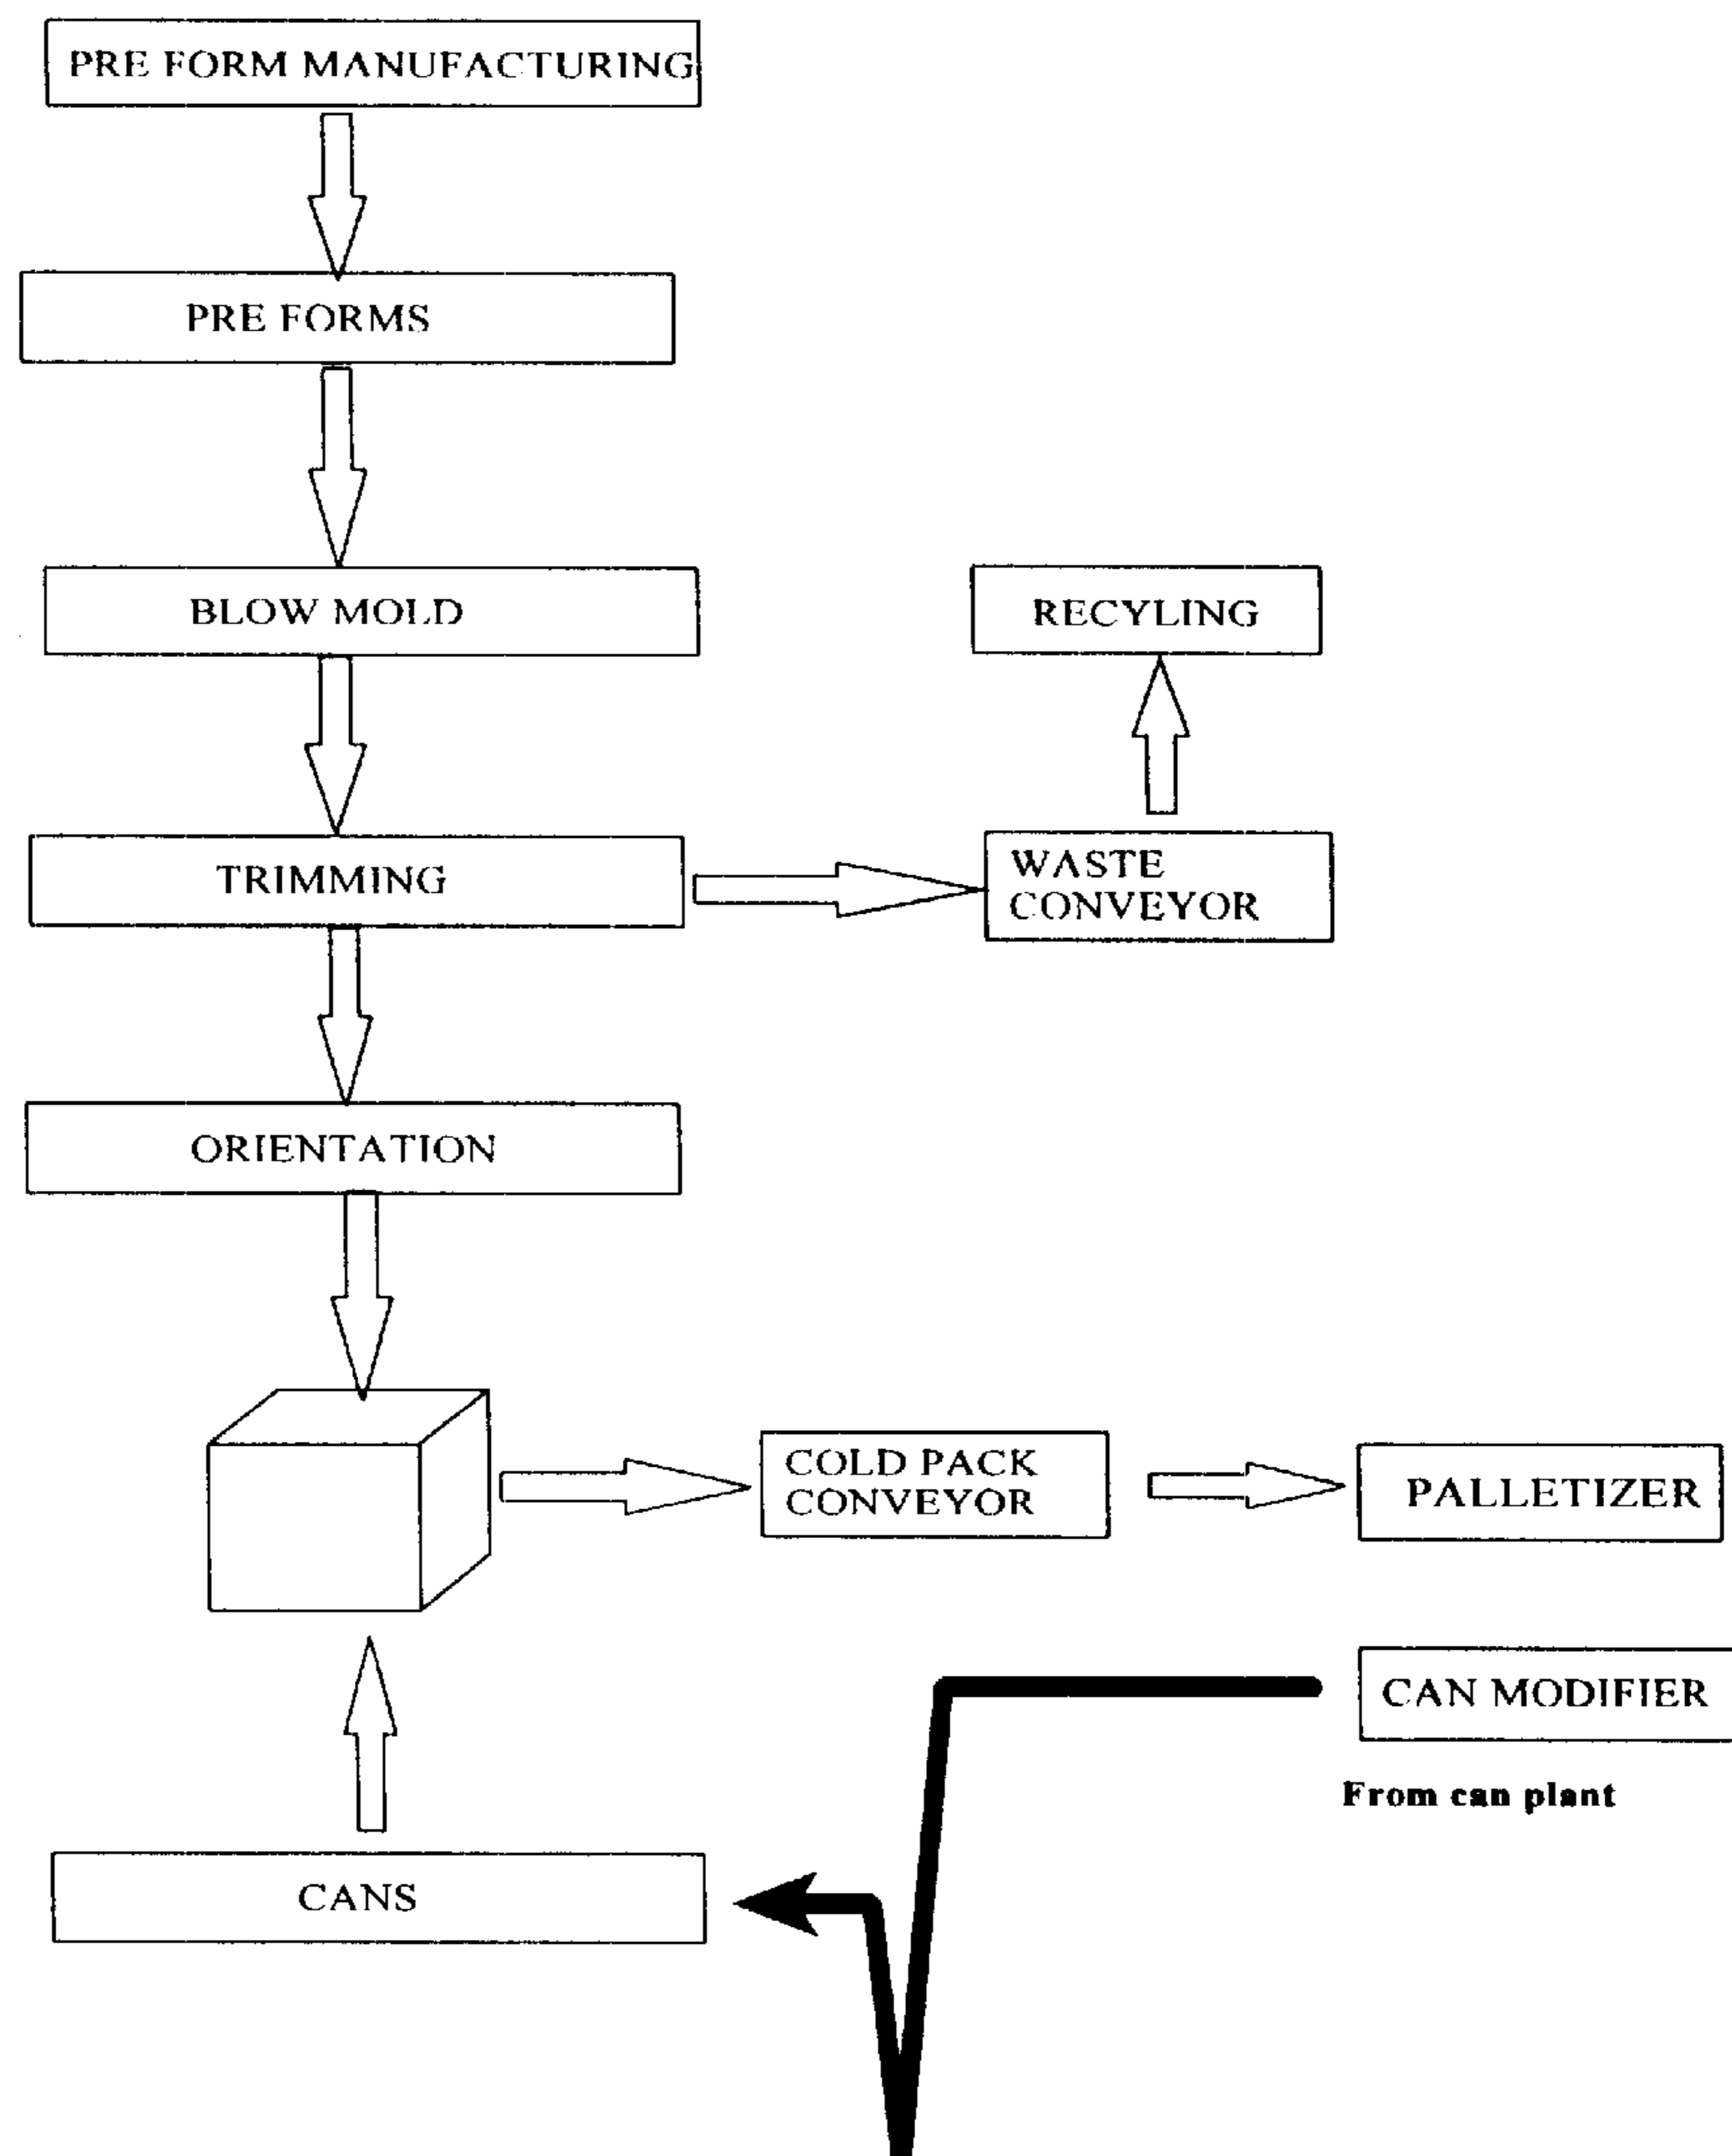 PRE FORM MANUFACTURING
PRE FORMS
BLOW MOLD
RECYLING
TRIMMING
WASTE
CONVEYOR
ORIENTATION
COLD PACK
CONVEYOR
PALLETIZER
CAN MODIFIER
From can plant
CANS